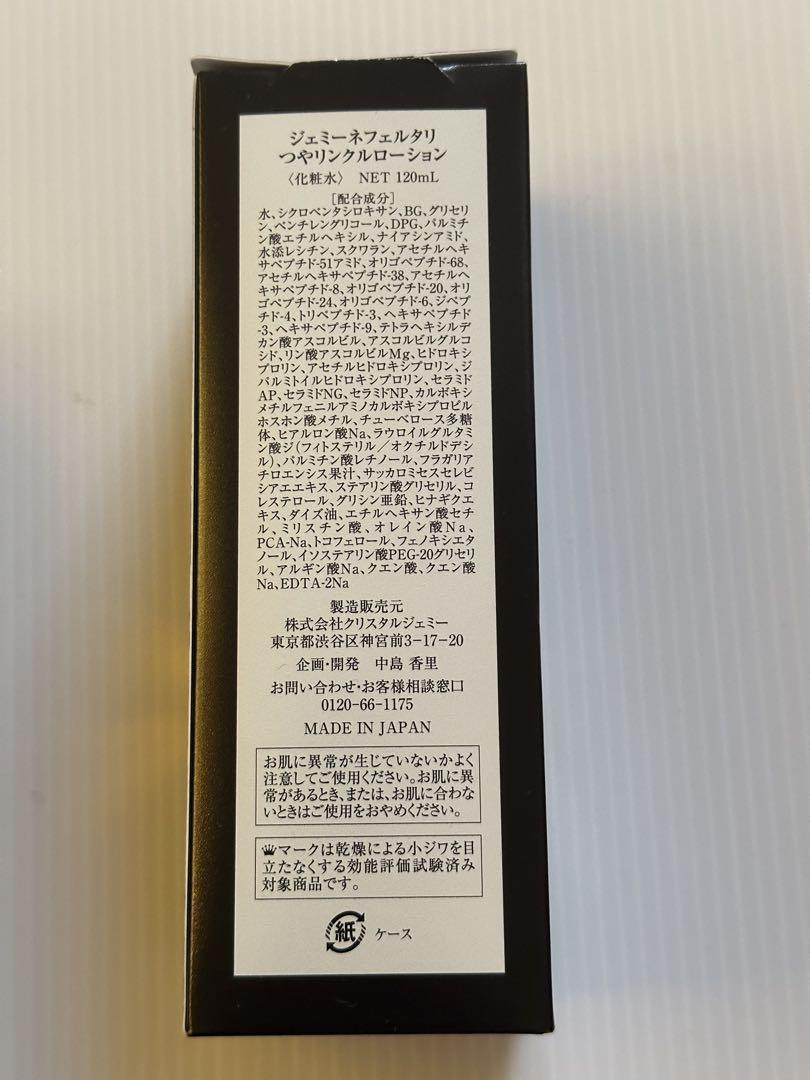 ジェミーネフェルタリ
つやリンクルローション
〈化粧水〉 NET 120mL
[配合成分]
水、シクロペンタシロキサン、BG、グリセリ
ン、ペンチレングリコール、DPG、パルミチ
ン酸エチルヘキシル、ナイアシンアミド、
水添レシチン、スクワラン、アセチルヘキ
サペプチド-51アミド、オリゴペプチド-68、
アセチルヘキサペプチド-38、アセチルヘ
キサペプチド-8、オリゴペプチド-20、オリ
ゴペプチド-24、オリゴペプチド-6、ジペプ
チド-4、トリペプチド-3、ヘキサペプチド
-3、ヘキサペプチド-9、テトラヘキシルデ
カン酸アスコルビル、アスコルビルグルコ
シド、リン酸アスコルビルMg、ヒドロキシ
プロリン、アセチルヒドロキシプロリン、ジ
パルミトイルヒドロキシプロリン、セラミド
AP、セラミドNG、セラミドNP、カルボキシ
メチルフェニルアミノカルボキシプロピル
ホスホン酸メチル、チューベロース多糖
体、ヒアルロン酸Na、ラウロイルグルタミ
ン酸ジ(フィトステリル／オクチルドデシ
ル)、パルミチン酸レチノール、フラガリア
チロエンシス果汁、サッカロミセスセレビ
シアエエキス、ステアリン酸グリセリル、コ
レステロール、グリシン亜鉛、ヒナギクエ
キス、ダイズ油、エチルヘキサン酸セチ
ル、ミリスチン酸、オレイン酸Na、
PCA-Na、トコフェロール、フェノキシエタ
ノール、イソステアリン酸PEG-20グリセリ
ル、アルギン酸Na、クエン酸、クエン酸
Na、EDTA-2Na
製造販売元
株式会社クリスタルジェミー
東京都渋谷区神宮前3-17-20
企画・開発 中島 香里
お問い合わせ・お客様相談窓口
0120-66-1175
MADE IN JAPAN
お肌に異常が生じていないかよく
注意してご使用ください。お肌に異
常があるとき、または、お肌に合わな
いときはご使用をおやめください。
マークは乾燥による小ジワを目
立たなくする効能評価試験済み
対象商品です。
紙 ケース